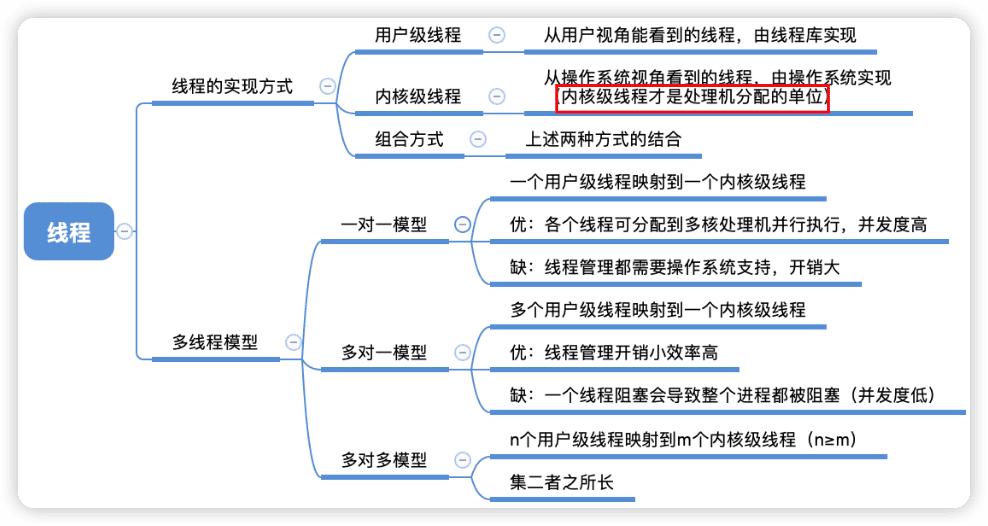 线程
线程的实现方式
用户级线程
从用户视角能看到的线程，由线程库实现
内核级线程
从操作系统视角看到的线程，由操作系统实现
（内核级线程才是处理机分配的单位）
组合方式
上述两种方式的结合
多线程模型
一对一模型
一个用户级线程映射到一个内核级线程
优：各个线程可分配到多核处理机并行执行，并发度高
缺：线程管理都需要操作系统支持，开销大
多对一模型
多个用户级线程映射到一个内核级线程
优：线程管理开销小效率高
缺：一个线程阻塞会导致整个进程都被阻塞（并发度低）
多对多模型
n个用户级线程映射到m个内核级线程（n≥m）
集二者之所长